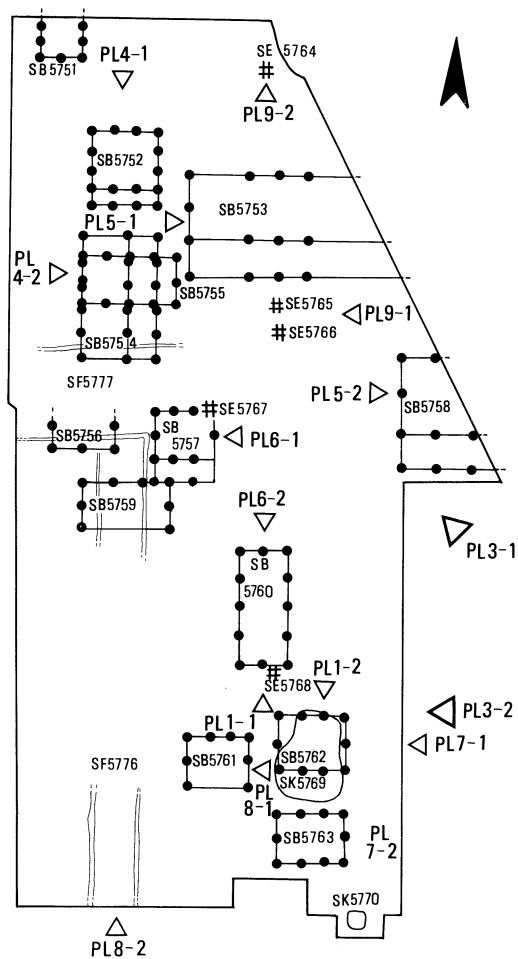 SE 5764
SB5751
PL4-1
PL9-2
SB5752
SB5753
PL5-1
PL
4-2
SB5755
SE5765
PL9-1
SE5766
SB5754
SF5777
PL5-2
SB5758
SE5767
SB5756
SB
5757
PL6-1
SB5759
PL6-2
PL3-1
SB
5760
PL1-2
SE5768
PL3-2
PL1-1
PL7-1
SF5776
SB5761
SB5762
SK5769
PL
8-1
SB5763
PL
7-2
SK5770
PL8-2